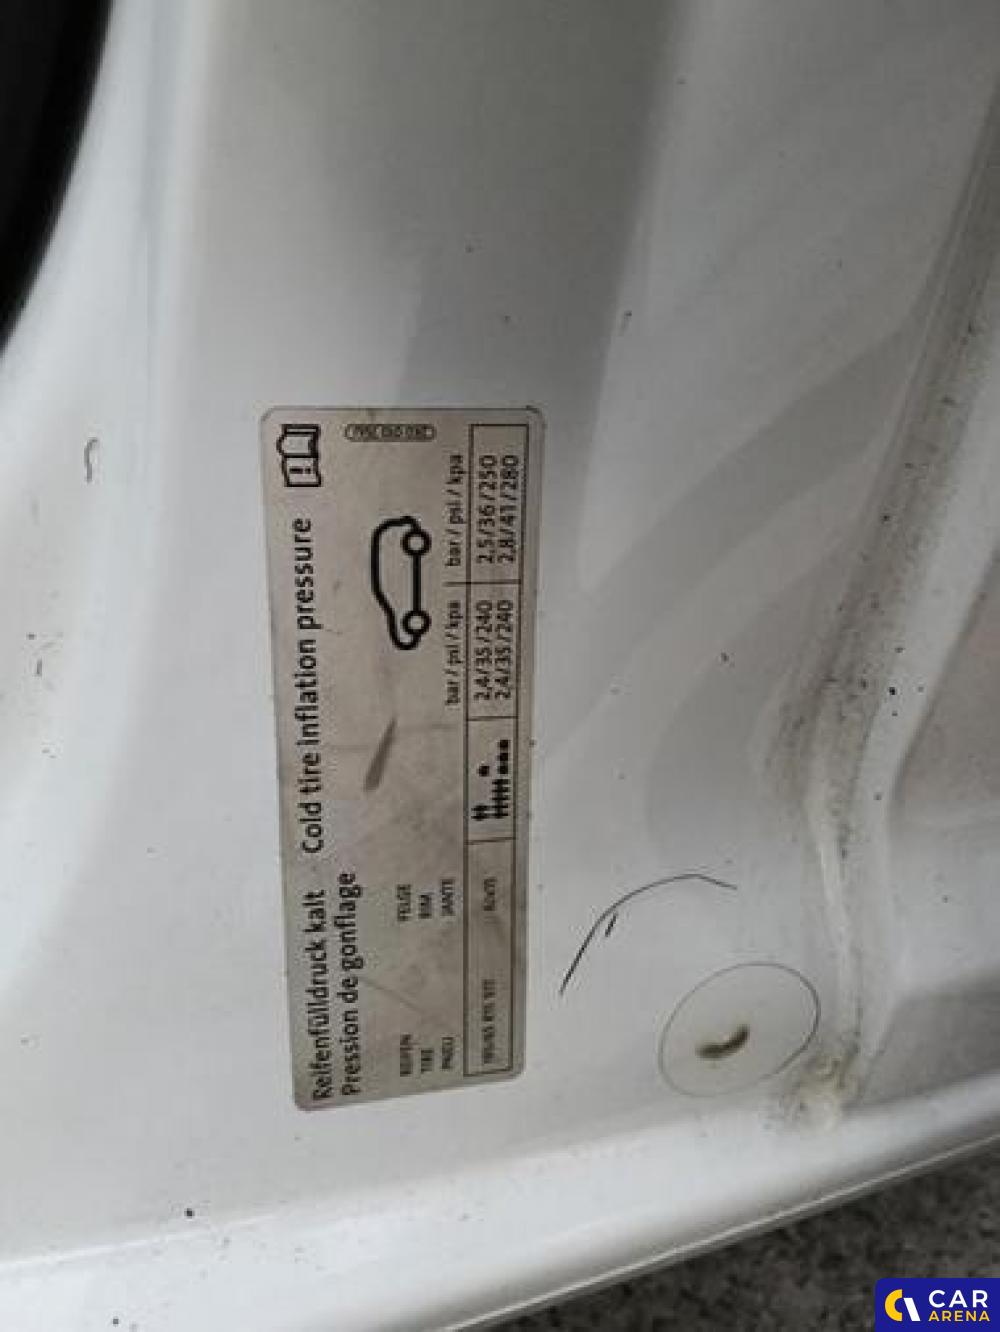 Reifenfülldruck kalt Cold tire inflation pressure
Pression de gonflage
REIFEN FELGE
TIRE RIM
PNEU JANTE
bar / psi / kpa bar / psi / kpa
2,4/35/240 2,5/36/250
2,4/35/240 2,8/41/280
CAR
ARENA